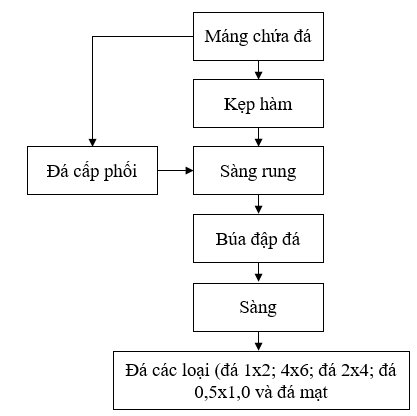 Máng chứa đá
Kẹp hàm
Đá cấp phối
Sàng rung
Búa đập đá
Sàng
Đá các loại (đá 1x2; 4x6; đá 2x4; đá
0,5x1,0 và đá mạt